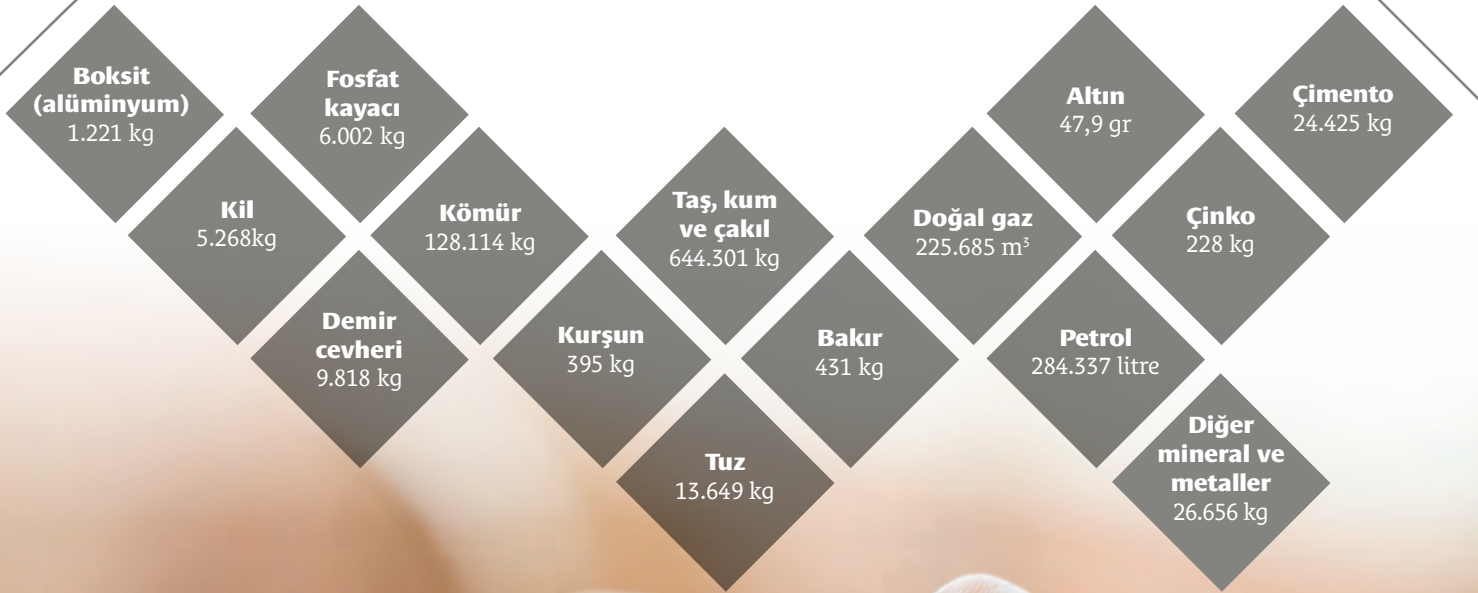 Boksit
(alüminyum)
1.221 kg
Fosfat
kayacı
6.002 kg
Altın
47,9 gr
Çimento
24.425 kg
Kil
5.268kg
Kömür
128.114 kg
Taş, kum
ve çakıl
644.301 kg
Doğal gaz
225.685 m³
Çinko
228 kg
Demir
cevheri
9.818 kg
Kurşun
395 kg
Bakır
431 kg
Petrol
284.337 litre
Tuz
13.649 kg
Diğer
mineral ve
metaller
26.656 kg